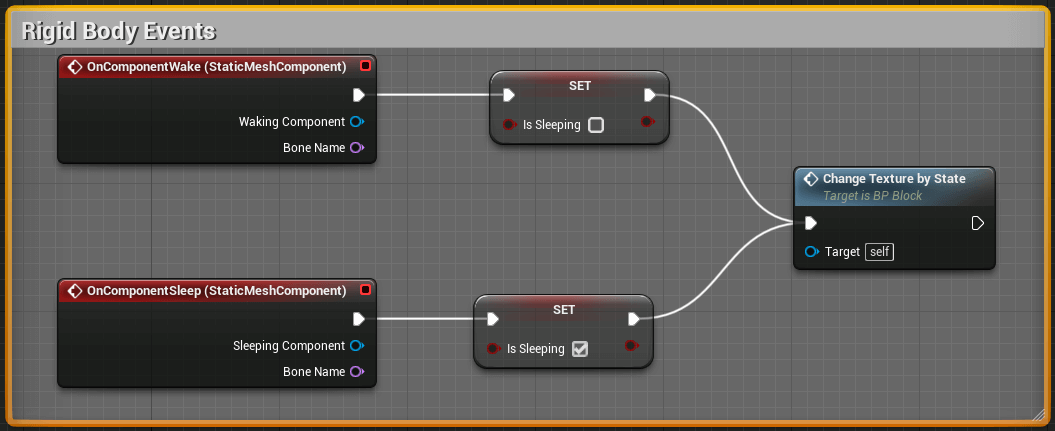 Rigid Body Events
OnComponentWake (StaticMeshComponent)
Waking Component
Bone Name
SET
Is Sleeping
Change Texture by State
Target is BP Block
Target self
OnComponentSleep (StaticMeshComponent)
Sleeping Component
Bone Name
SET
Is Sleeping